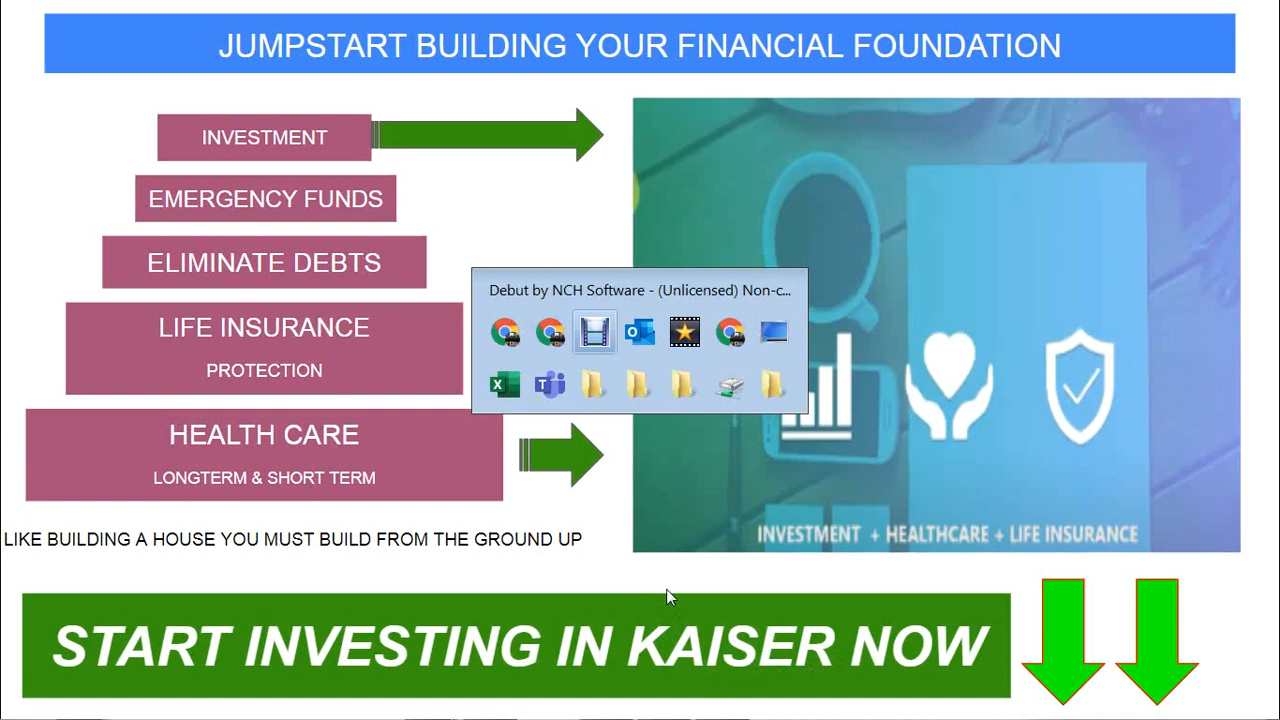 JUMPSTART BUILDING YOUR FINANCIAL FOUNDATION
INVESTMENT
EMERGENCY FUNDS
ELIMINATE DEBTS
LIFE INSURANCE
PROTECTION
HEALTH CARE
LONGTERM & SHORT TERM
LIKE BUILDING A HOUSE YOU MUST BUILD FROM THE GROUND UP
Debut by NCH Software - (Unlicensed) Non-c...
INVESTMENT + HEALTHCARE + LIFE INSURANCE
START INVESTING IN KAISER NOW